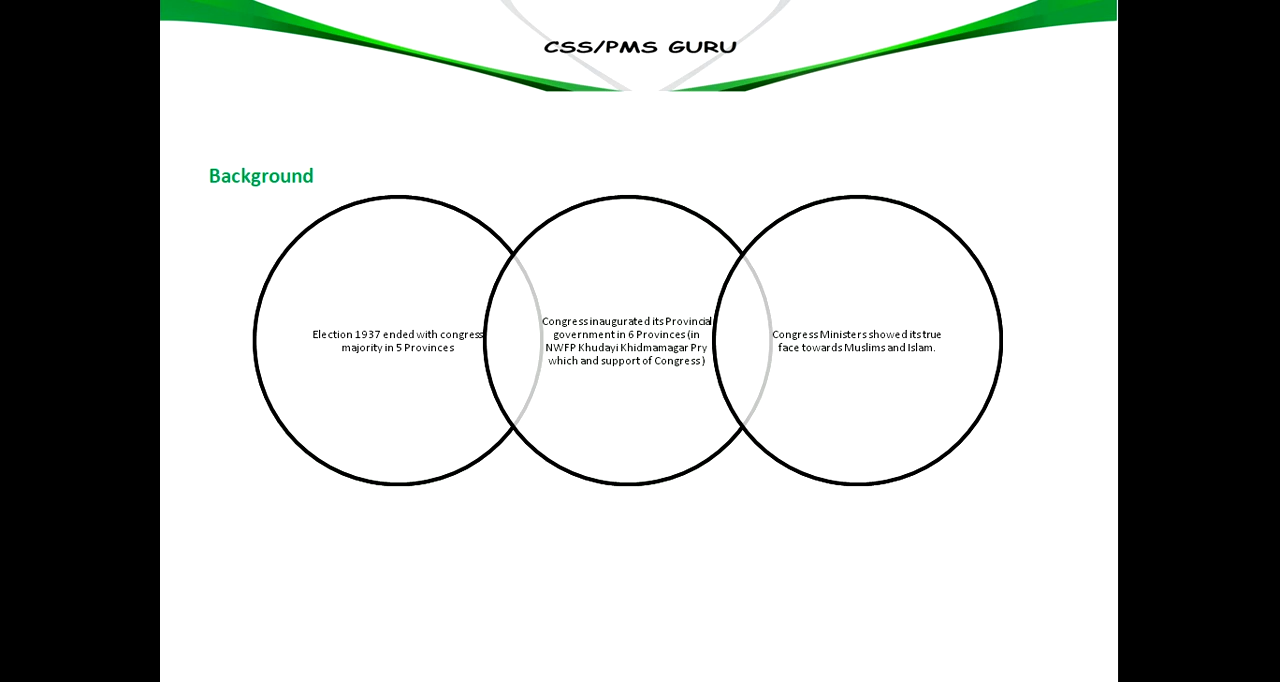 CSS/PMS GURU
Background
Election 1937 ended with congress
majority in 5 Provinces
Congress inaugurated its Provincial
government in 6 Provinces (in
NWFP Khudayi Khidmamagar Pry
which and support of Congress)
Congress Ministers showed its true
face towards Muslims and Islam.